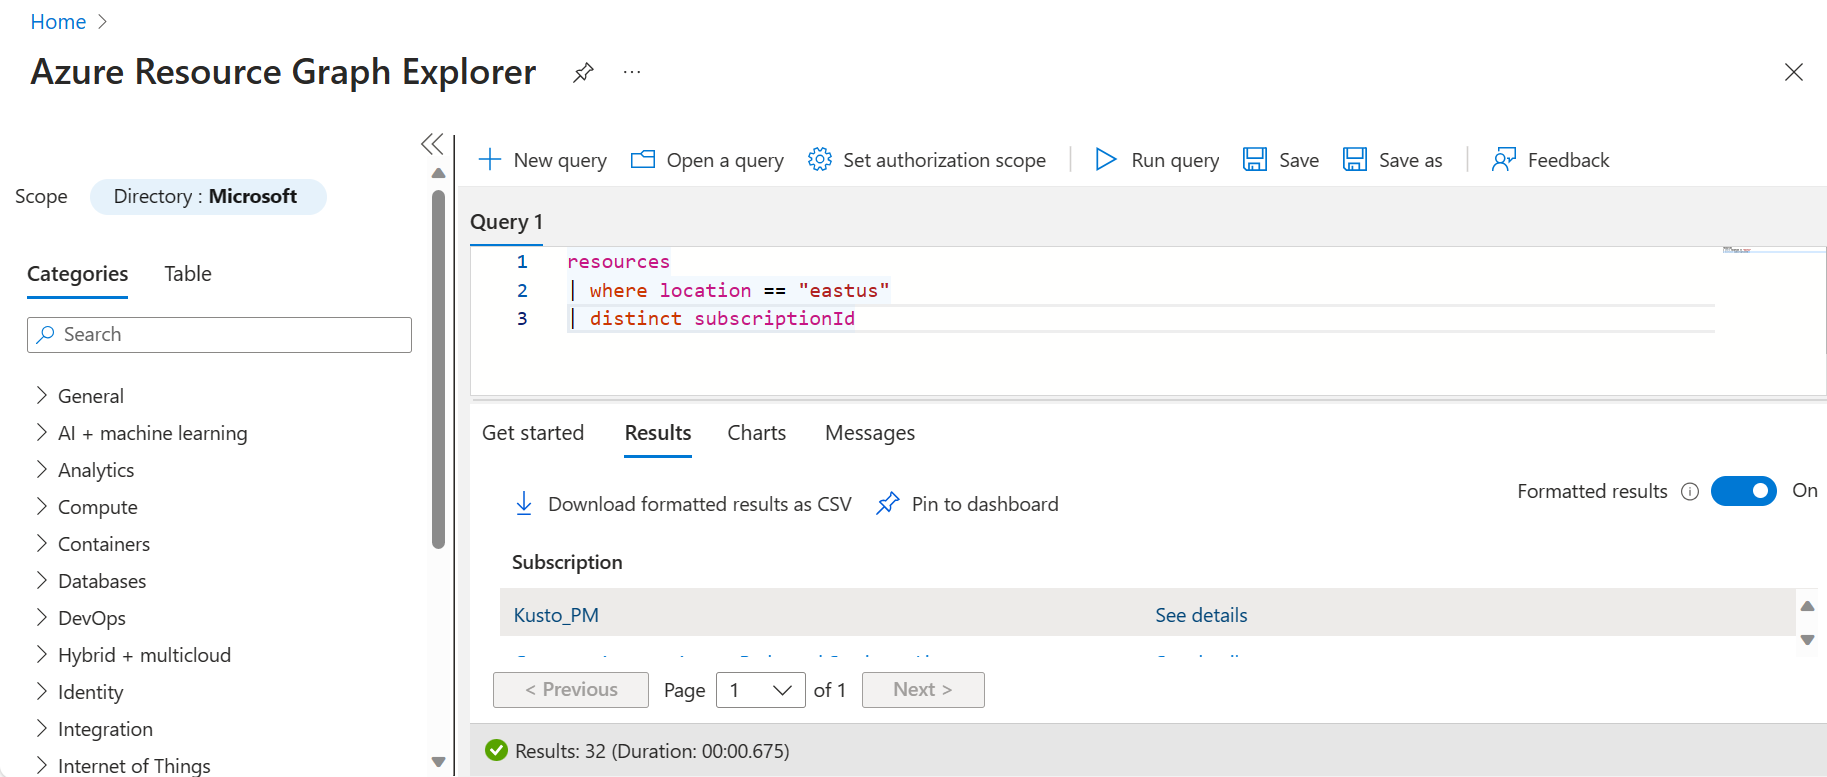 Home
Azure Resource Graph Explorer
Scope
Directory : Microsoft
Categories
Table
Search
General
AI + machine learning
Analytics
Compute
Containers
Databases
DevOps
Hybrid + multicloud
Identity
Integration
Internet of Things
New query
Open a query
Set authorization scope
Run query
Save
Save as
Feedback
Query 1
1 resources
2 | where location == "eastus"
3 | distinct subscriptionId
Get started
Results
Charts
Messages
Download formatted results as CSV
Pin to dashboard
Formatted results
On
Subscription
Kusto_PM
See details
< Previous
Page
1
of 1
Next >
Results: 32 (Duration: 00:00.675)